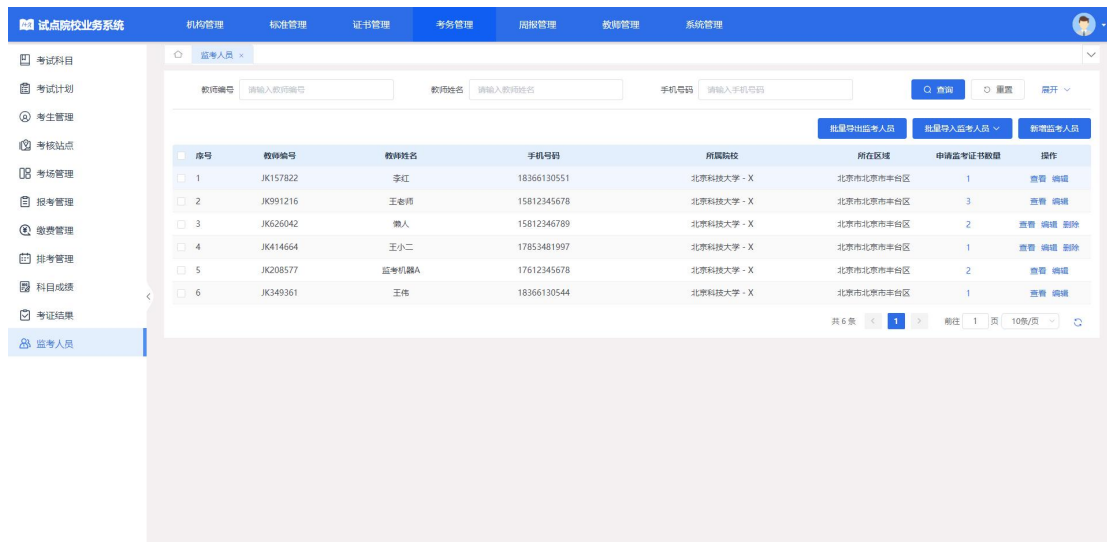 试点院校业务系统 机构管理 标准管理 证书管理 考务管理 周报管理 教师管理 系统管理
考试科目
考试计划
考生管理
考核站点
考场管理
报考管理
缴费管理
排考管理
科目成绩
考证结果
监考人员
监考人员 ×
教师编号 请输入教师编号 教师姓名 请输入教师姓名 手机号码 请输入手机号码 查询 重置 展开
批量导出监考人员 批量导入监考人员 新增监考人员
序号 教师编号 教师姓名 手机号码 所属院校 所在区域 申请监考证书数量 操作
1 JK157822 李红 18366130551 北京科技大学 - X 北京市北京市丰台区 1 查看 编辑
2 JK991216 王老师 15812345678 北京科技大学 - X 北京市北京市丰台区 3 查看 编辑
3 JK626042 懒人 15812346789 北京科技大学 - X 北京市北京市丰台区 2 查看 编辑 删除
4 JK414664 王小二 17853481997 北京科技大学 - X 北京市北京市丰台区 1 查看 编辑 删除
5 JK208577 监考机器A 17612345678 北京科技大学 - X 北京市北京市丰台区 2 查看 编辑
6 JK349361 王伟 18366130544 北京科技大学 - X 北京市北京市丰台区 1 查看 编辑
共 6 条 < 1 > 前往 1 页 10条/页